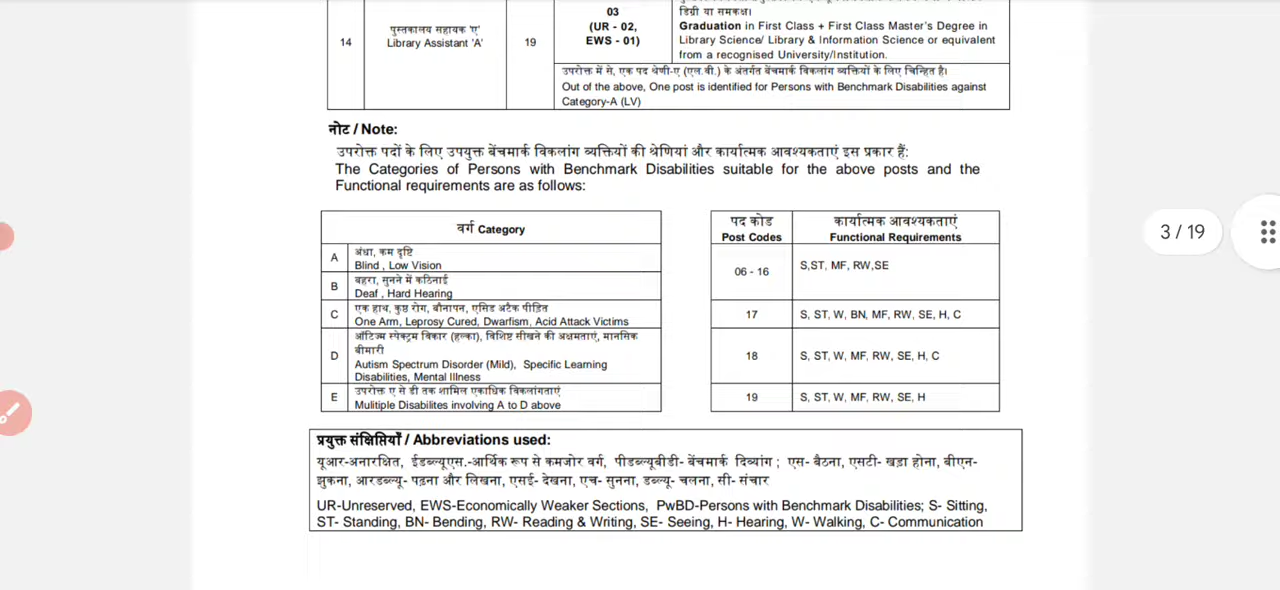 03
(UR - 02,
EWS - 01)
डिग्री या समकक्ष।
Graduation in First Class + First Class Master's Degree in
Library Science/ Library & Information Science or equivalent
from a recognised University/Institution.
14
पुस्तकालय सहायक 'ए'
Library Assistant 'A'
19
उपरोक्त में से, एक पद श्रेणी-ए (एल.वी.) के अंतर्गत बेंचमार्क विकलांग व्यक्तियों के लिए चिन्हित है।
Out of the above, One post is identified for Persons with Benchmark Disabilities against
Category-A (LV)
नोट / Note:
उपरोक्त पदों के लिए उपयुक्त बेंचमार्क विकलांग व्यक्तियों की श्रेणियां और कार्यात्मक आवश्यकताएं इस प्रकार हैं:
The Categories of Persons with Benchmark Disabilities suitable for the above posts and the
Functional requirements are as follows:
वर्ग Category
A
अंधा, कम दृष्टि
Blind , Low Vision
B
बहरा, सुनने में कठिनाई
Deaf , Hard Hearing
C
एक हाथ, कुष्ठ रोग, बौनापन, एसिड अटैक पीड़ित
One Arm, Leprosy Cured, Dwarfism, Acid Attack Victims
D
ऑटिज्म स्पेक्ट्रम विकार (हल्का), विशिष्ट सीखने की अक्षमताएं, मानसिक
बीमारी
Autism Spectrum Disorder (Mild), Specific Learning
Disabilities, Mental Illness
E
उपरोक्त ए से डी तक शामिल एकाधिक विकलांगताएं
Mulitiple Disabilites involving A to D above
पद कोड
Post Codes
कार्यात्मक आवश्यकताएं
Functional Requirements
06 - 16
S,ST, MF, RW,SE
17
S, ST, W, BN, MF, RW, SE, H, C
18
S, ST, W, MF, RW, SE, H, C
19
S, ST, W, MF, RW, SE, H
3 / 19
प्रयुक्त संक्षिप्तियाँ / Abbreviations used:
यूआर-अनारक्षित, ईडब्ल्यूएस.-आर्थिक रूप से कमजोर वर्ग, पीडब्ल्यूबीडी- बेंचमार्क दिव्यांग ; एस- बैठना, एसटी- खड़ा होना, बीएन-
झुकना, आरडब्ल्यू- पढ़ना और लिखना, एसई- देखना, एच- सुनना, डब्ल्यू- चलना, सी- संचार
UR-Unreserved, EWS-Economically Weaker Sections, PwBD-Persons with Benchmark Disabilities; S- Sitting,
ST- Standing, BN- Bending, RW- Reading & Writing, SE- Seeing, H- Hearing, W- Walking, C- Communication